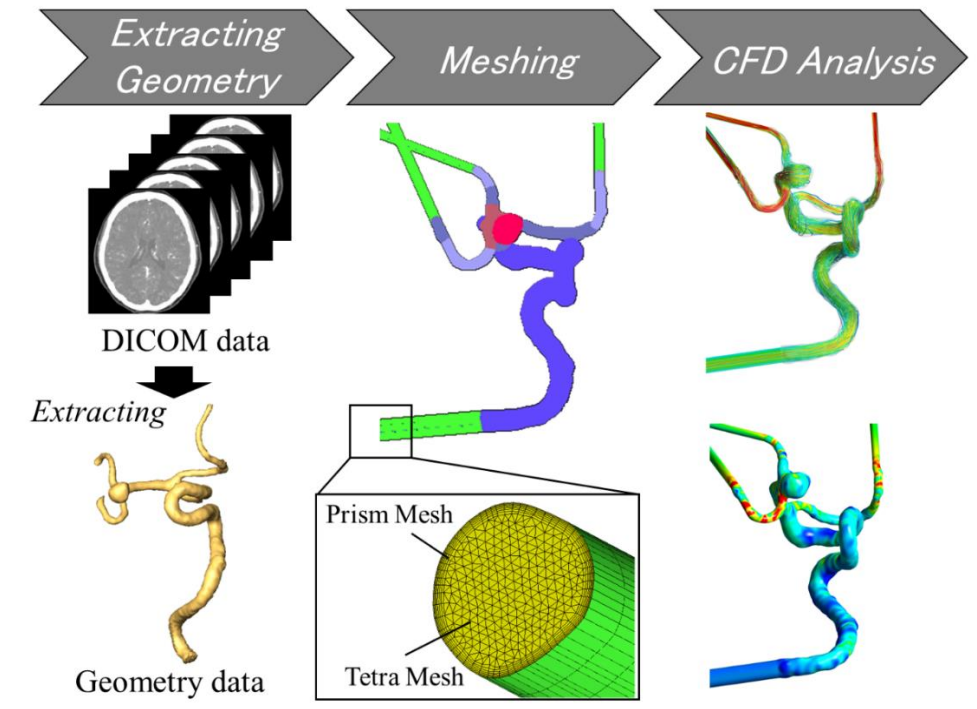 Extracting
Geometry
Meshing
CFD Analysis
DICOM data
Extracting
Geometry data
Prism Mesh
Tetra Mesh